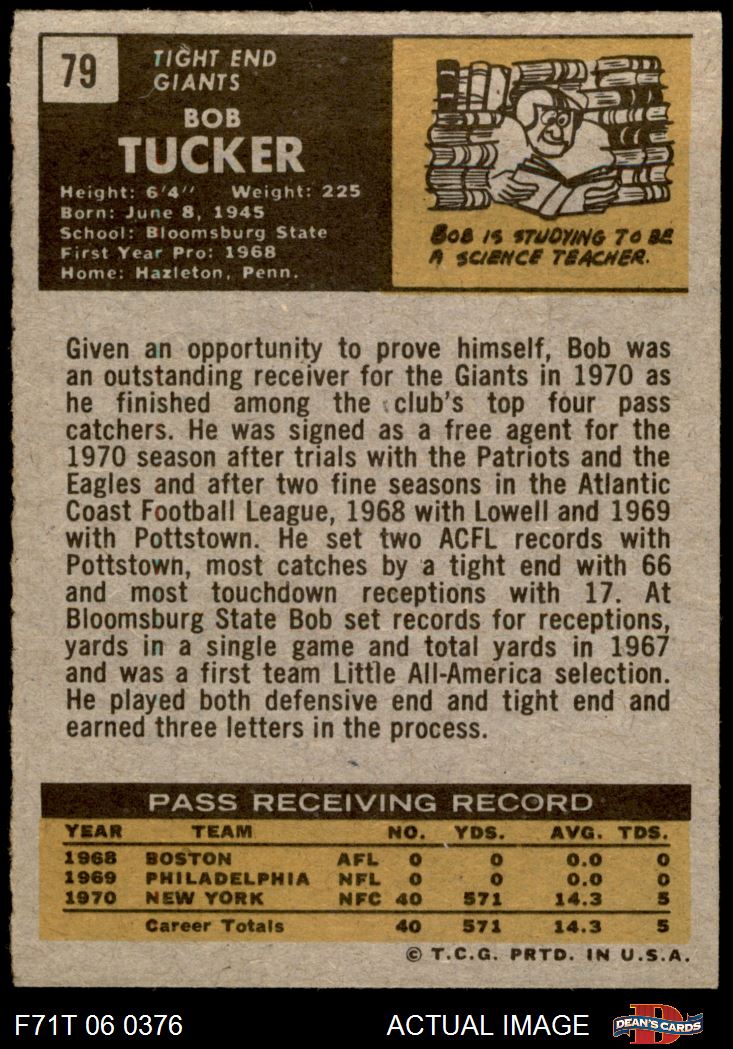 79
TIGHT END
GIANTS
BOB
TUCKER
Height: 6'4" Weight: 225
Born: June 8, 1945
School: Bloomsburg State
First Year Pro: 1968
Home: Hazleton, Penn.
BOB IS STUDYING TO BE
A SCIENCE TEACHER.
Given an opportunity to prove himself, Bob was
an outstanding receiver for the Giants in 1970 as
he finished among the club's top four pass
catchers. He was signed as a free agent for the
1970 season after trials with the Patriots and the
Eagles and after two fine seasons in the Atlantic
Coast Football League, 1968 with Lowell and 1969
with Pottstown. He set two ACFL records with
Pottstown, most catches by a tight end with 66
and most touchdown receptions with 17. At
Bloomsburg State Bob set records for receptions,
yards in a single game and total yards in 1967
and was a first team Little All-America selection.
He played both defensive end and tight end and
earned three letters in the process.
PASS RECEIVING RECORD
YEAR TEAM NO. YDS. AVG. TDS.
1968 BOSTON AFL 0 0 0.0 0
1969 PHILADELPHIA NFL 0 0 0.0 0
1970 NEW YORK NFC 40 571 14.3 5
Career Totals 40 571 14.3 5
© T.C.G. PRTD. IN U.S.A.
F71T 06 0376 ACTUAL IMAGE D DEAN'S CARDS